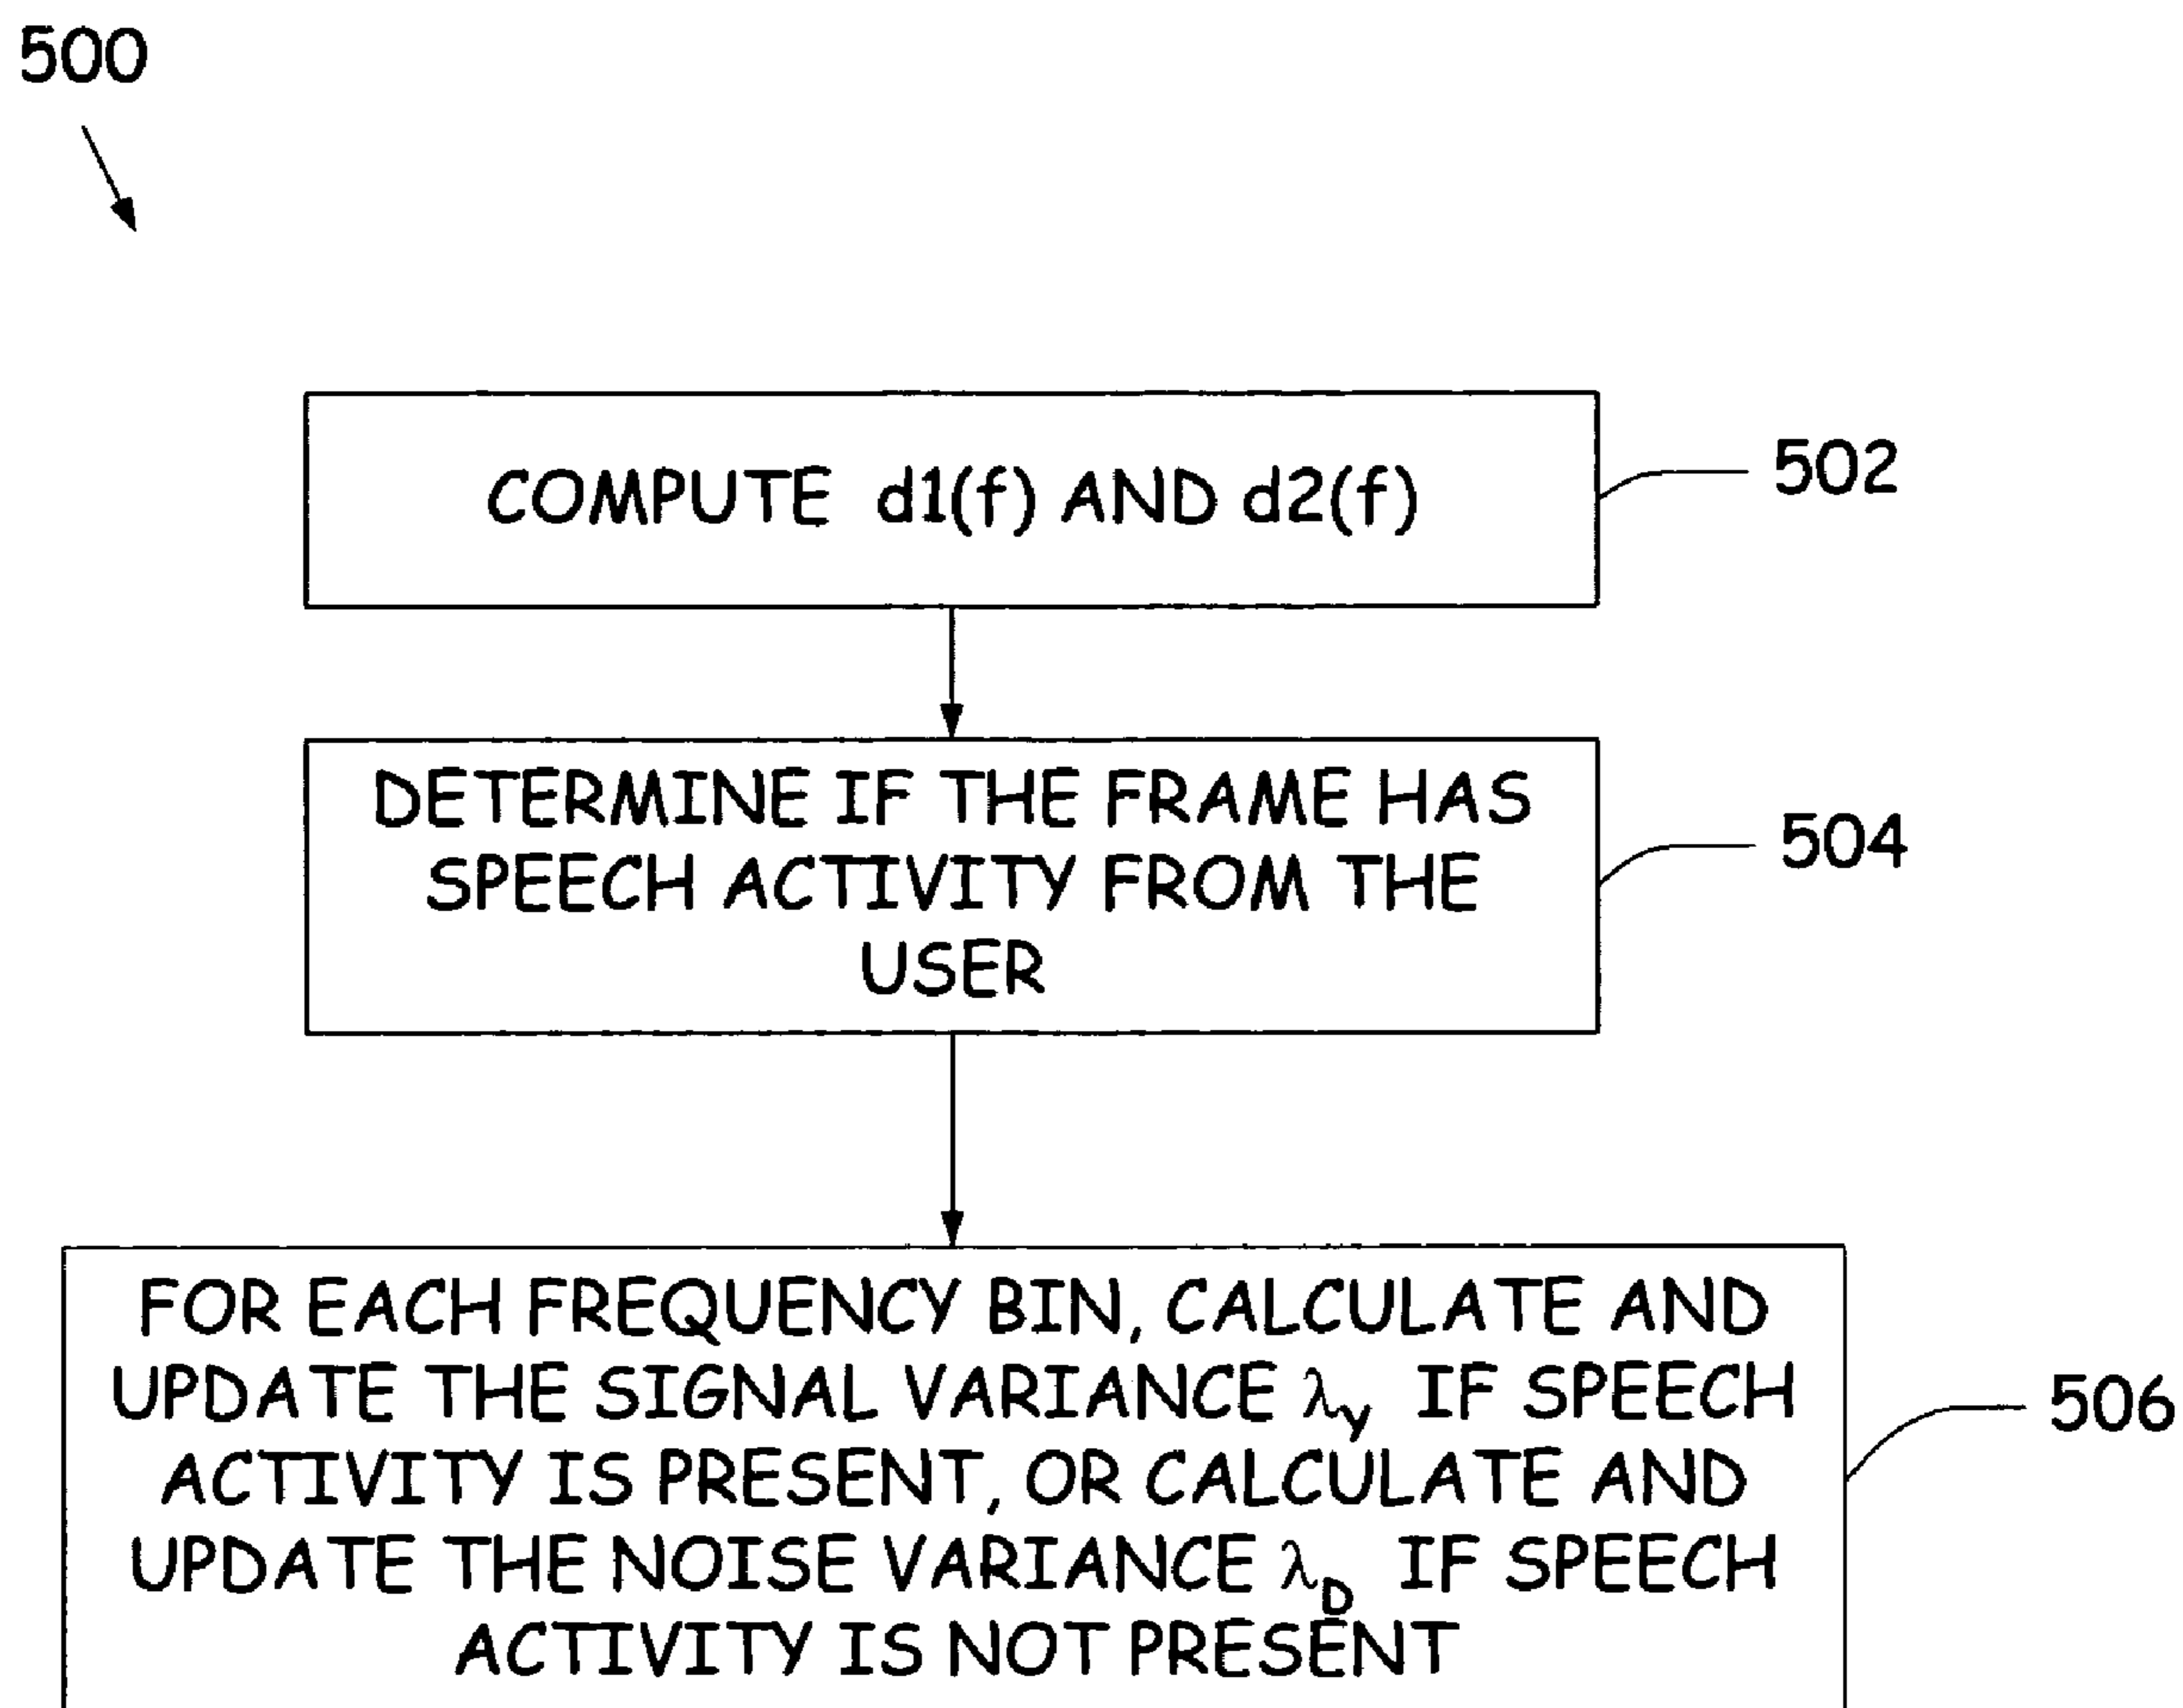 500
COMPUTE d1(f) AND d2(f)
502
DETERMINE IF THE FRAME HAS
SPEECH ACTIVITY FROM THE
USER
504
FOR EACH FREQUENCY BIN, CALCULATE AND
UPDATE THE SIGNAL VARIANCE λy IF SPEECH
ACTIVITY IS PRESENT, OR CALCULATE AND
UPDATE THE NOISE VARIANCE λD IF SPEECH
ACTIVITY IS NOT PRESENT
506